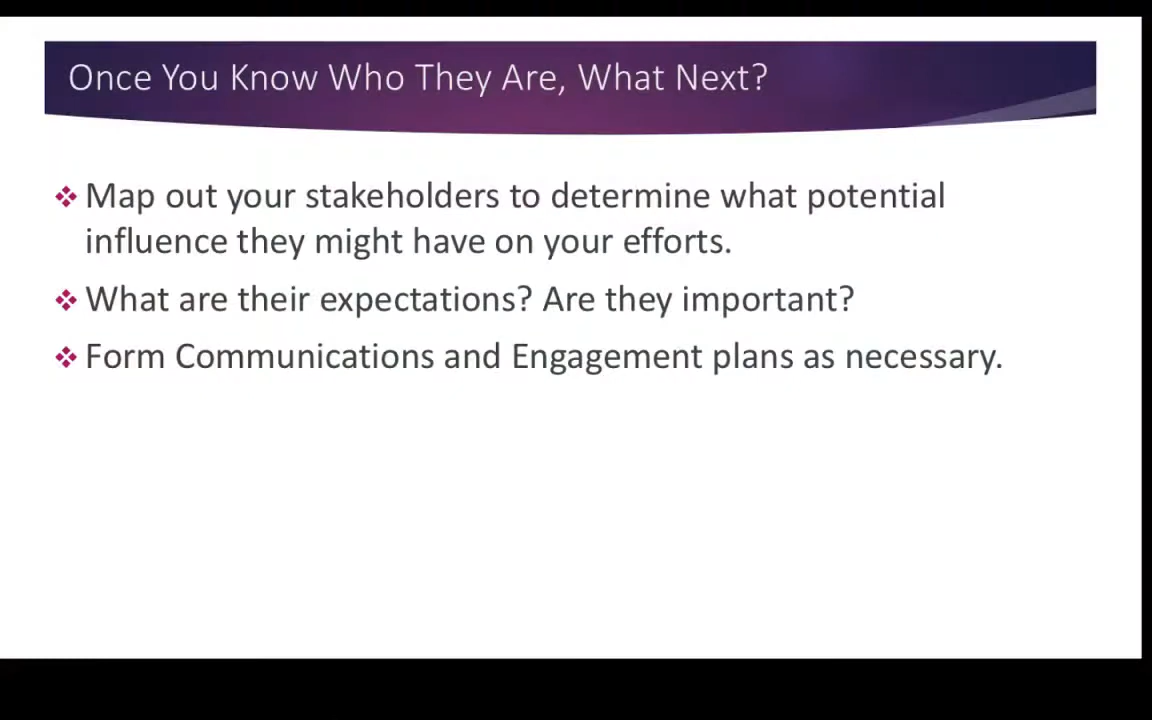 Once You Know Who They Are, What Next?
❖ Map out your stakeholders to determine what potential
influence they might have on your efforts.
❖ What are their expectations? Are they important?
❖ Form Communications and Engagement plans as necessary.